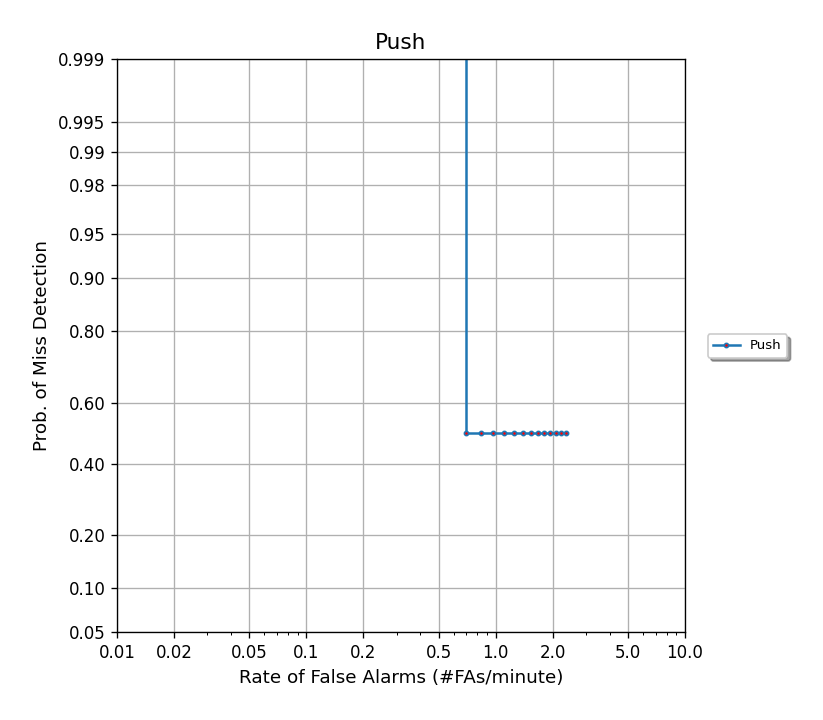 Push
0.999
0.995
0.99
0.98
0.95
0.90
0.80
0.60
0.40
0.20
0.10
0.05
Prob. of Miss Detection
Push
0.01 0.02 0.05 0.1 0.2 0.5 1.0 2.0 5.0 10.0
Rate of False Alarms (#FAs/minute)